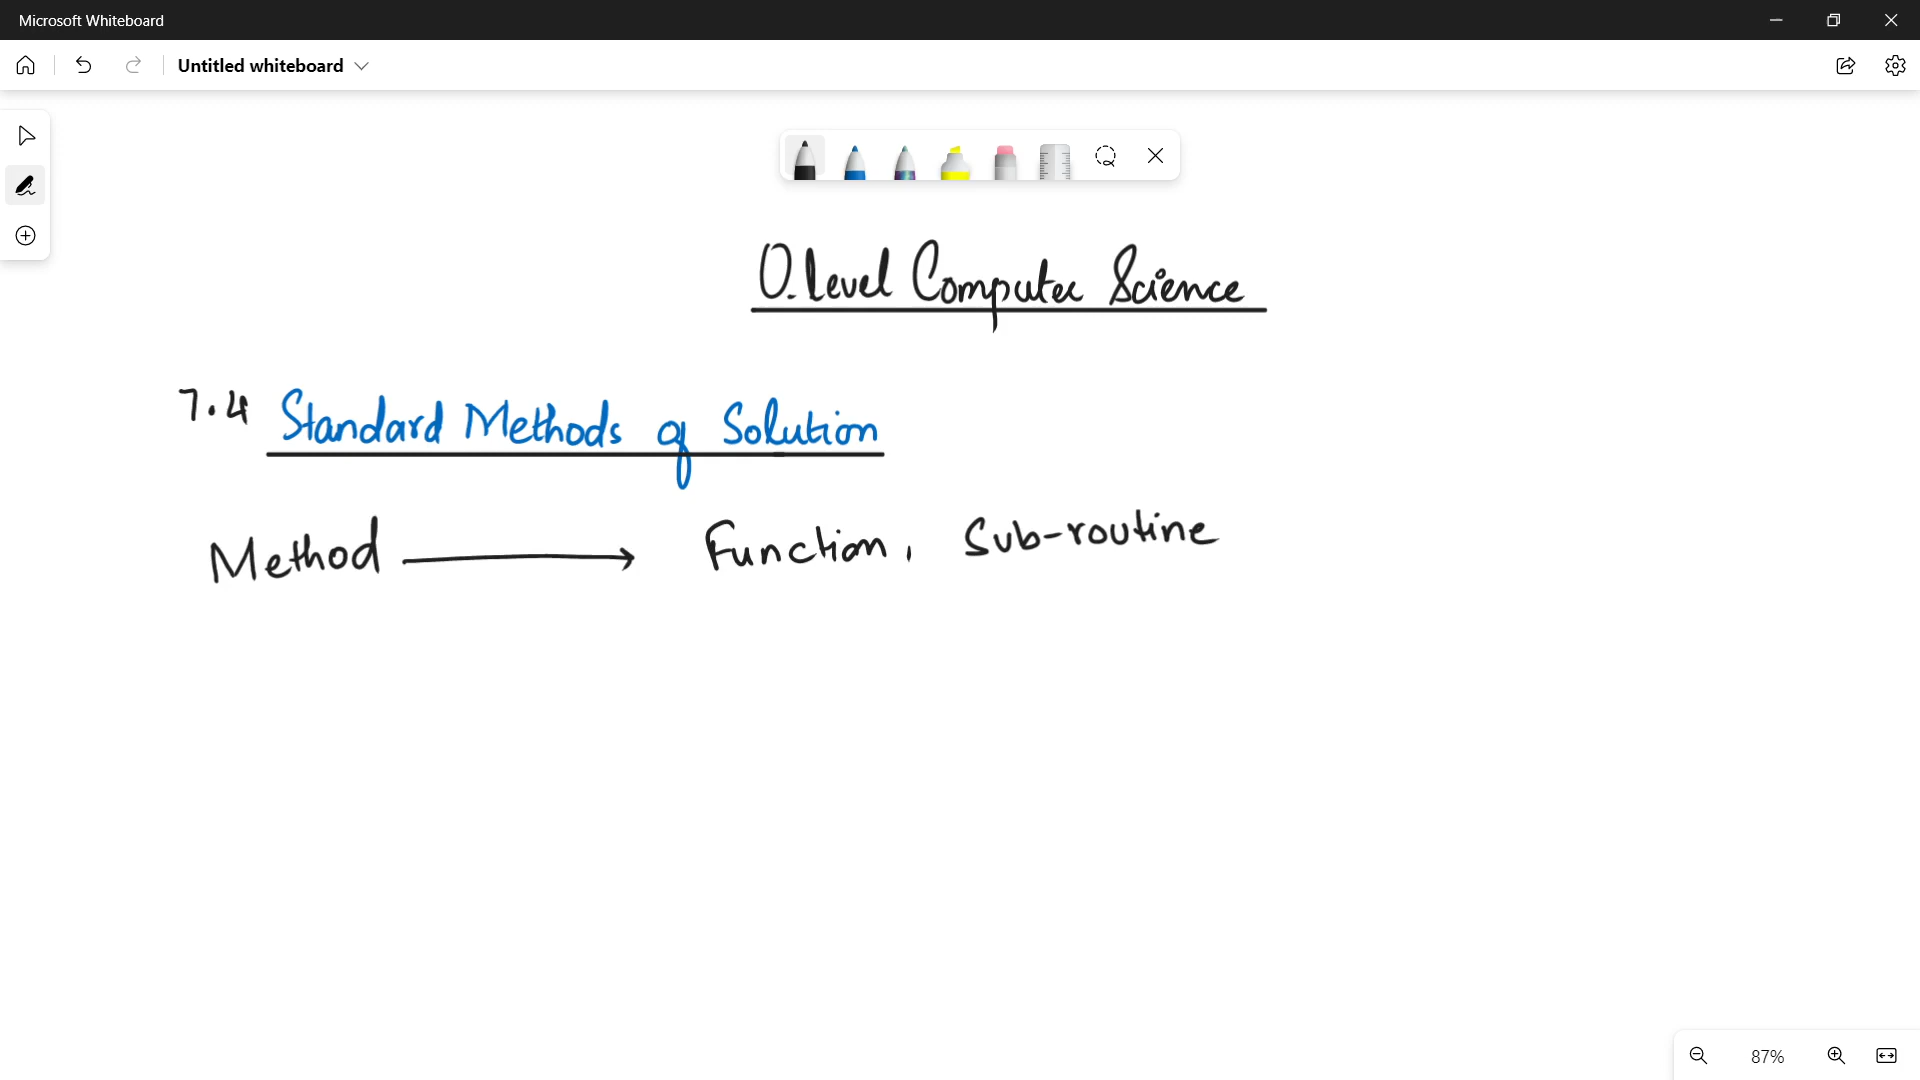 Microsoft Whiteboard
Untitled whiteboard
O.level Computer Science
7.4 Standard Methods of Solution
Method → Function, Sub-routine
87%